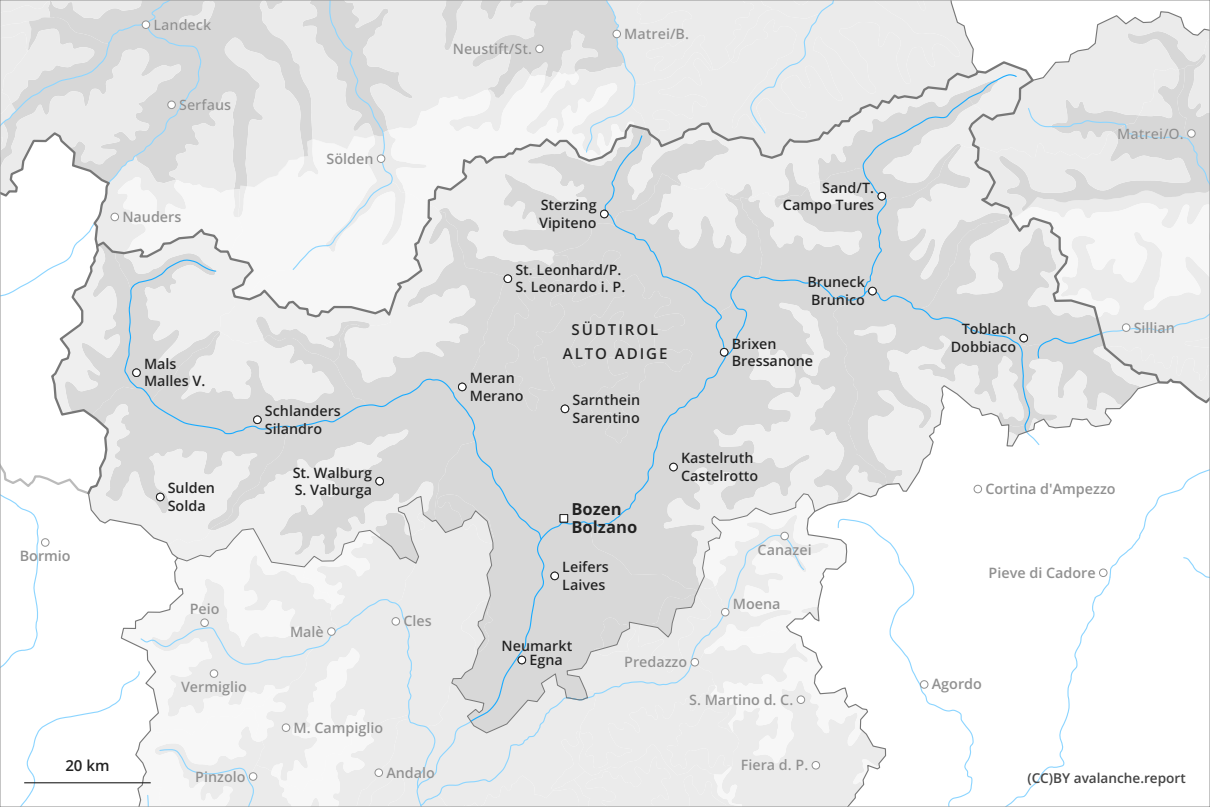 Landeck
Matrei/B.
Neustift/St.
Serfaus
Matrei/O.
Sölden
Sand/T.
Campo Tures
Sterzing
Vipiteno
Nauders
St. Leonhard/P.
S. Leonardo i. P.
Bruneck
Brunico
SÜDTIROL
ALTO ADIGE
Toblach
Dobbiaco
Sillian
Brixen
Bressanone
Mals
Malles V.
Meran
Merano
Sarnthein
Sarentino
Schlanders
Silandro
Kastelruth
Castelrotto
St. Walburg
S. Valburga
Sulden
Solda
Cortina d'Ampezzo
Bozen
Bolzano
Bormio
Canazei
Leifers
Laives
Pieve di Cadore
Peio
Moena
Malè
Cles
Neumarkt
Egna
Predazzo
Vermiglio
Agordo
S. Martino d. C.
M. Campiglio
Fiera d. P.
20 km
Pinzolo
Andalo
(CC)BY avalanche.report